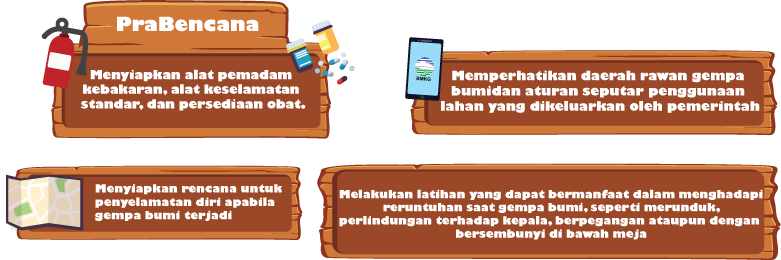 PraBencana
Menyiapkan alat pemadam
kebakaran, alat keselamatan
standar, dan persediaan obat.
BMKG
Memperhatikan daerah rawan gempa
bumidan aturan seputar penggunaan
lahan yang dikeluarkan oleh pemerintah
Menyiapkan rencana untuk
penyelamatan diri apabila
gempa bumi terjadi
Melakukan latihan yang dapat bermanfaat dalam menghadapi
reruntuhan saat gempa bumi, seperti merunduk,
perlindungan terhadap kepala, berpegangan ataupun dengan
bersembunyi di bawah meja